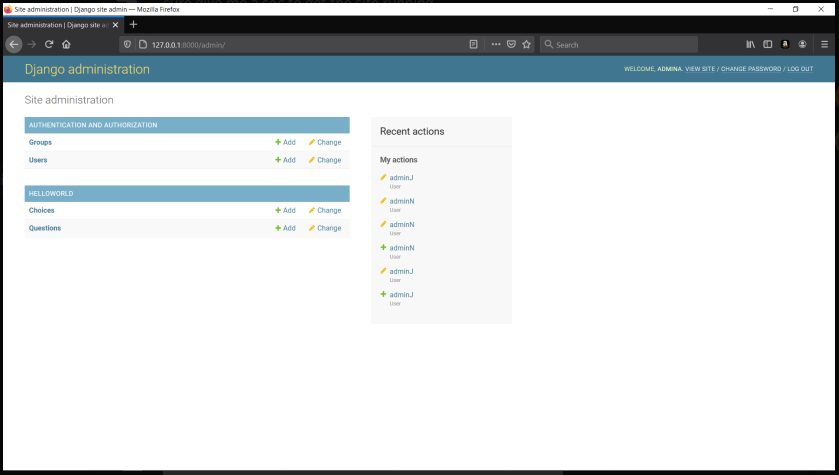 Site administration | Django site admin — Mozilla Firefox
Site administration | Django site ad
127.0.0.1:8000/admin/
Search
Django administration
WELCOME, ADMINA. VIEW SITE / CHANGE PASSWORD / LOG OUT
Site administration
AUTHENTICATION AND AUTHORIZATION
Groups Add Change
Users Add Change
HELLOWORLD
Choices Add Change
Questions Add Change
Recent actions
My actions
adminJ
User
adminN
User
adminN
User
adminN
User
adminJ
User
adminJ
User